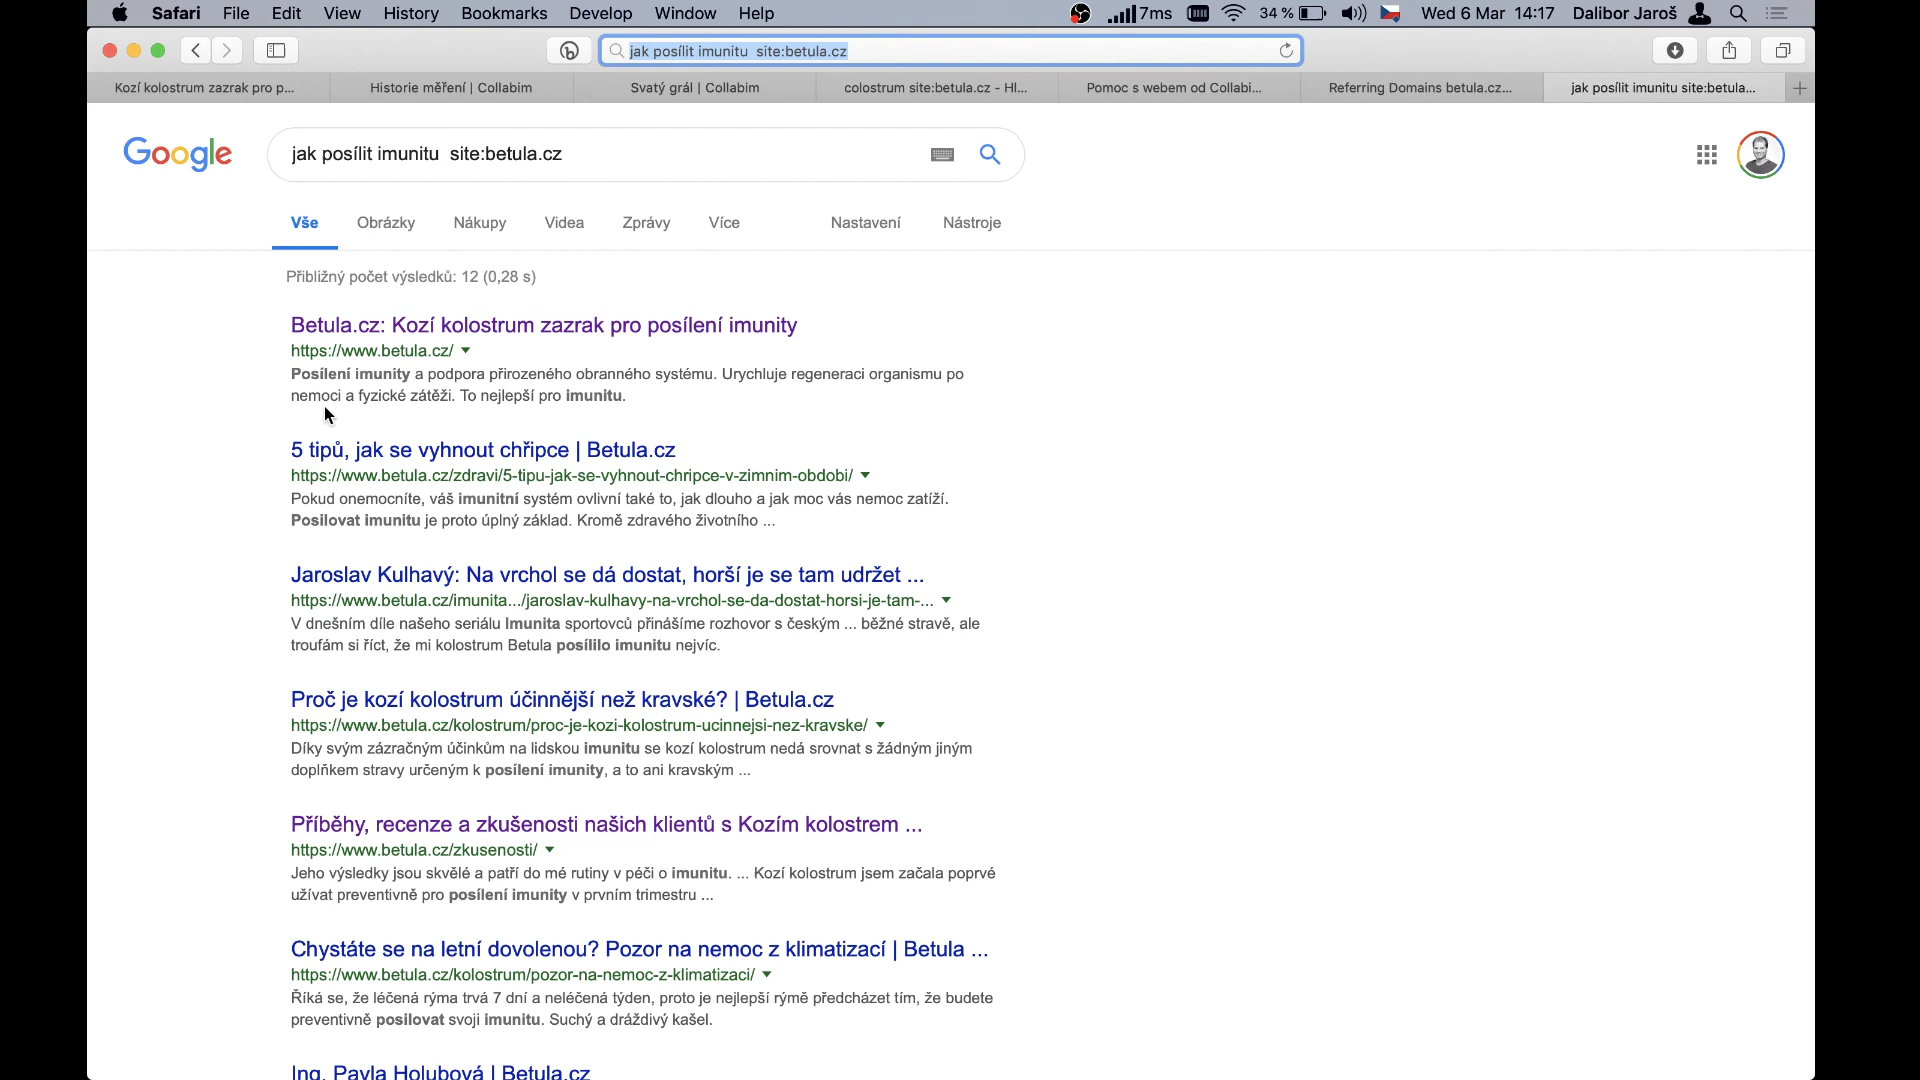 Safari File Edit View History Bookmarks Develop Window Help 7ms 34 % Wed 6 Mar 14:17 Dalibor Jaroš
jak posílit imunitu site:betula.cz
Kozí kolostrum zazrak pro p... Historie měření | Collabim Svatý grál | Collabim colostrum site:betula.cz - Hl... Pomoc s webem od Collabi... Referring Domains betula.cz... jak posílit imunitu site:betula... +
Google jak posílit imunitu site:betula.cz
Vše Obrázky Nákupy Videa Zprávy Více Nastavení Nástroje
Přibližný počet výsledků: 12 (0,28 s)
Betula.cz: Kozí kolostrum zazrak pro posílení imunity
https://www.betula.cz/
Posílení imunity a podpora přirozeného obranného systému. Urychluje regeneraci organismu po
nemoci a fyzické zátěži. To nejlepší pro imunitu.
5 tipů, jak se vyhnout chřipce | Betula.cz
https://www.betula.cz/zdravi/5-tipu-jak-se-vyhnout-chripce-v-zimnim-obdobi/
Pokud onemocníte, váš imunitní systém ovlivní také to, jak dlouho a jak moc vás nemoc zatíží.
Posilovat imunitu je proto úplný základ. Kromě zdravého životního ...
Jaroslav Kulhavý: Na vrchol se dá dostat, horší je se tam udržet ...
https://www.betula.cz/imunita.../jaroslav-kulhavy-na-vrchol-se-da-dostat-horsi-je-tam-...
V dnešním díle našeho seriálu Imunita sportovců přinášíme rozhovor s českým ... běžné stravě, ale
troufám si říct, že mi kolostrum Betula posílilo imunitu nejvíc.
Proč je kozí kolostrum účinnější než kravské? | Betula.cz
https://www.betula.cz/kolostrum/proc-je-kozi-kolostrum-ucinnejsi-nez-kravske/
Díky svým zázračným účinkům na lidskou imunitu se kozí kolostrum nedá srovnat s žádným jiným
doplňkem stravy určeným k posílení imunity, a to ani kravským ...
Příběhy, recenze a zkušenosti našich klientů s Kozím kolostrem ...
https://www.betula.cz/zkusenosti/
Jeho výsledky jsou skvělé a patří do mé rutiny v péči o imunitu. ... Kozí kolostrum jsem začala poprvé
užívat preventivně pro posílení imunity v prvním trimestru ...
Chystáte se na letní dovolenou? Pozor na nemoc z klimatizací | Betula ...
https://www.betula.cz/kolostrum/pozor-na-nemoc-z-klimatizaci/
Říká se, že léčená rýma trvá 7 dní a neléčená týden, proto je nejlepší rýmě předcházet tím, že budete
preventivně posilovat svoji imunitu. Suchý a dráždivý kašel.
Ing. Pavla Holubová | Betula.cz